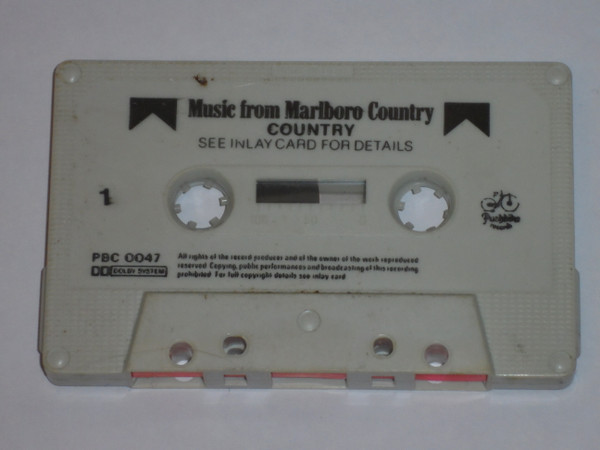 Music from Marlboro Country
COUNTRY
SEE INLAY CARD FOR DETAILS
1
Pushbike
PBC 0047
DOLBY SYSTEM
All rights of the record producer and of the owner of the work reproduced
reserved. Copying, public performances and broadcasting of this recording
prohibited. For full copyright details see inlay card